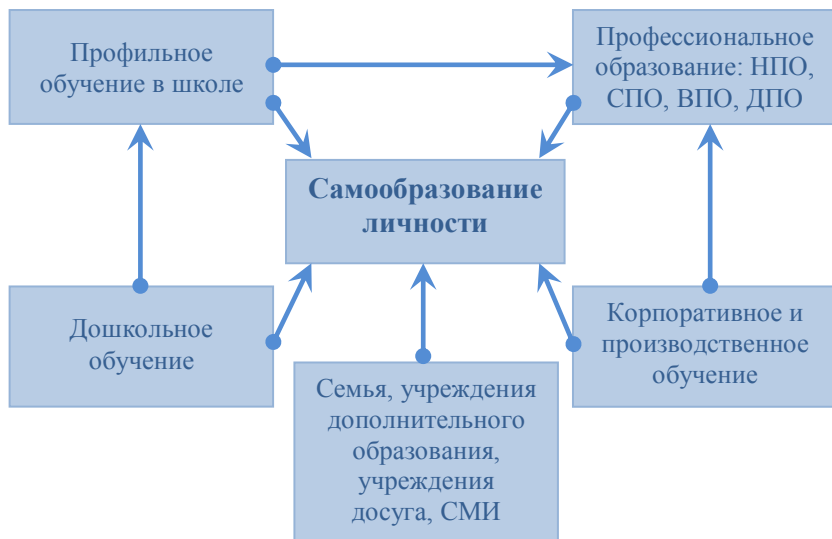 Профильное
обучение в школе
Профессиональное
образование: НПО,
СПО, ВПО, ДПО
Самообразование
личности
Дошкольное
обучение
Семья, учреждения
дополнительного
образования,
учреждения
досуга, СМИ
Корпоративное и
производственное
обучение